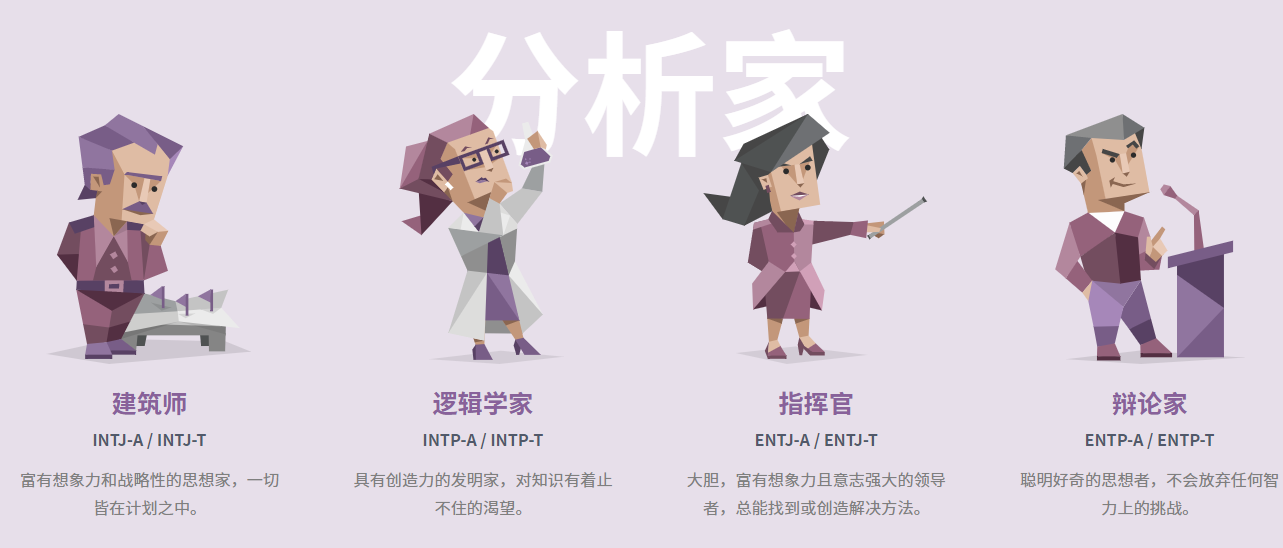 分析家
建筑师
INTJ-A / INTJ-T
富有想象力和战略性的思想家，一切
皆在计划之中。
逻辑学家
INTP-A / INTP-T
具有创造力的发明家，对知识有着止
不住的渴望。
指挥官
ENTJ-A / ENTJ-T
大胆，富有想象力且意志强大的领导
者，总能找到或创造解决方法。
辩论家
ENTP-A / ENTP-T
聪明好奇的思想者，不会放弃任何智
力上的挑战。